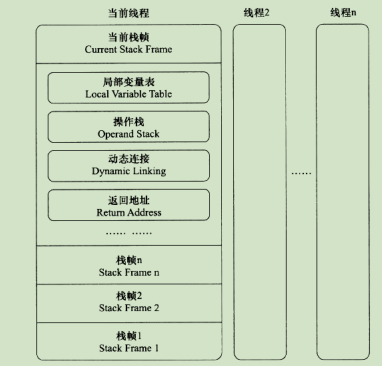 当前线程
线程2
线程n
当前栈帧
Current Stack Frame
局部变量表
Local Variable Table
操作栈
Operand Stack
动态连接
Dynamic Linking
返回地址
Return Address
…… ……
……
栈帧n
Stack Frame n
栈帧2
Stack Frame 2
栈帧1
Stack Frame 1